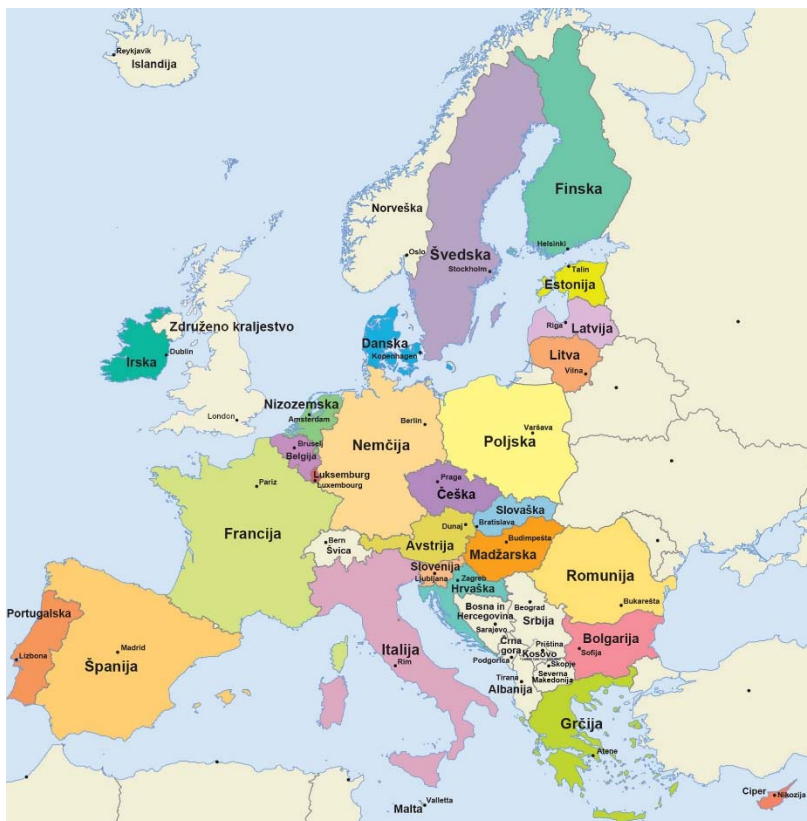 Reykjavik
Islandija
Finska
Norveška
Helsinki
Oslo
Švedska
Stockholm
Talin
Estonija
Riga
Latvija
Združeno kraljestvo
Danska
Kopenhagen
Litva
Vilna
Dublin
Irska
Nizozemska
Amsterdam
London
Berlin
Nemčija
Varšava
Poljska
Brusel
Belgija
Luksemburg
Luxembourg
Praga
Češka
Pariz
Francija
Slovaška
Bratislava
Dunaj
Avstrija
Budimpešta
Madžarska
Bern
Švica
Slovenija
Ljubljana
Zagreb
Hrvaška
Romunija
Bukarešta
Bosna in
Hercegovina
Sarajevo
Beograd
Srbija
Portugalska
Lizbona
Madrid
Španija
Italija
Rim
Črna
gora
Podgorica
Priština
Kosovo
Bolgarija
Sofija
Skopje
Severna
Makedonija
Tirana
Albanija
Grčija
Atene
Malta
Valletta
Ciper
Nikozija